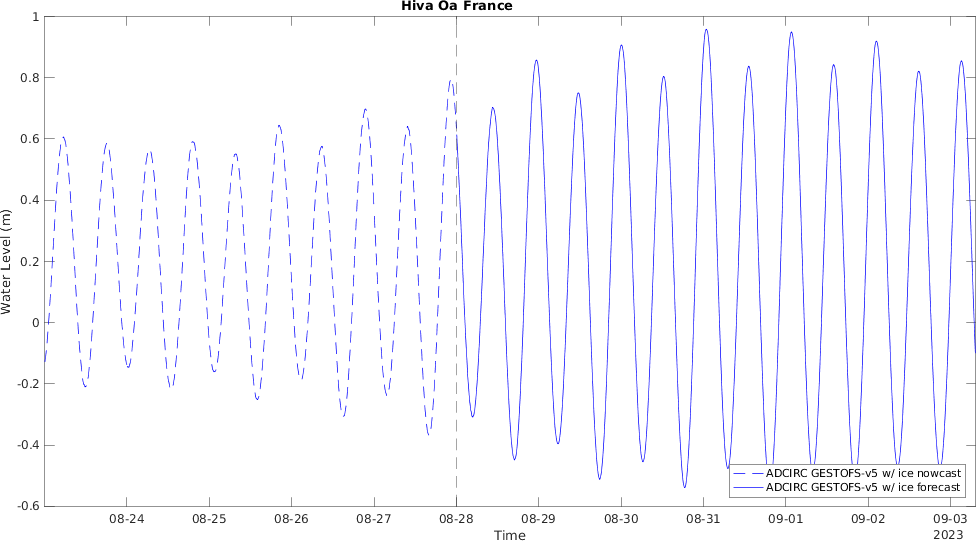 Hiva Oa France
1
0.8
0.6
0.4
0.2
0
-0.2
-0.4
-0.6
Water Level (m)
ADCIRC GESTOFS-v5 w/ ice nowcast
ADCIRC GESTOFS-v5 w/ ice forecast
08-24 08-25 08-26 08-27 08-28 08-29 08-30 08-31 09-01 09-02 09-03
Time 2023